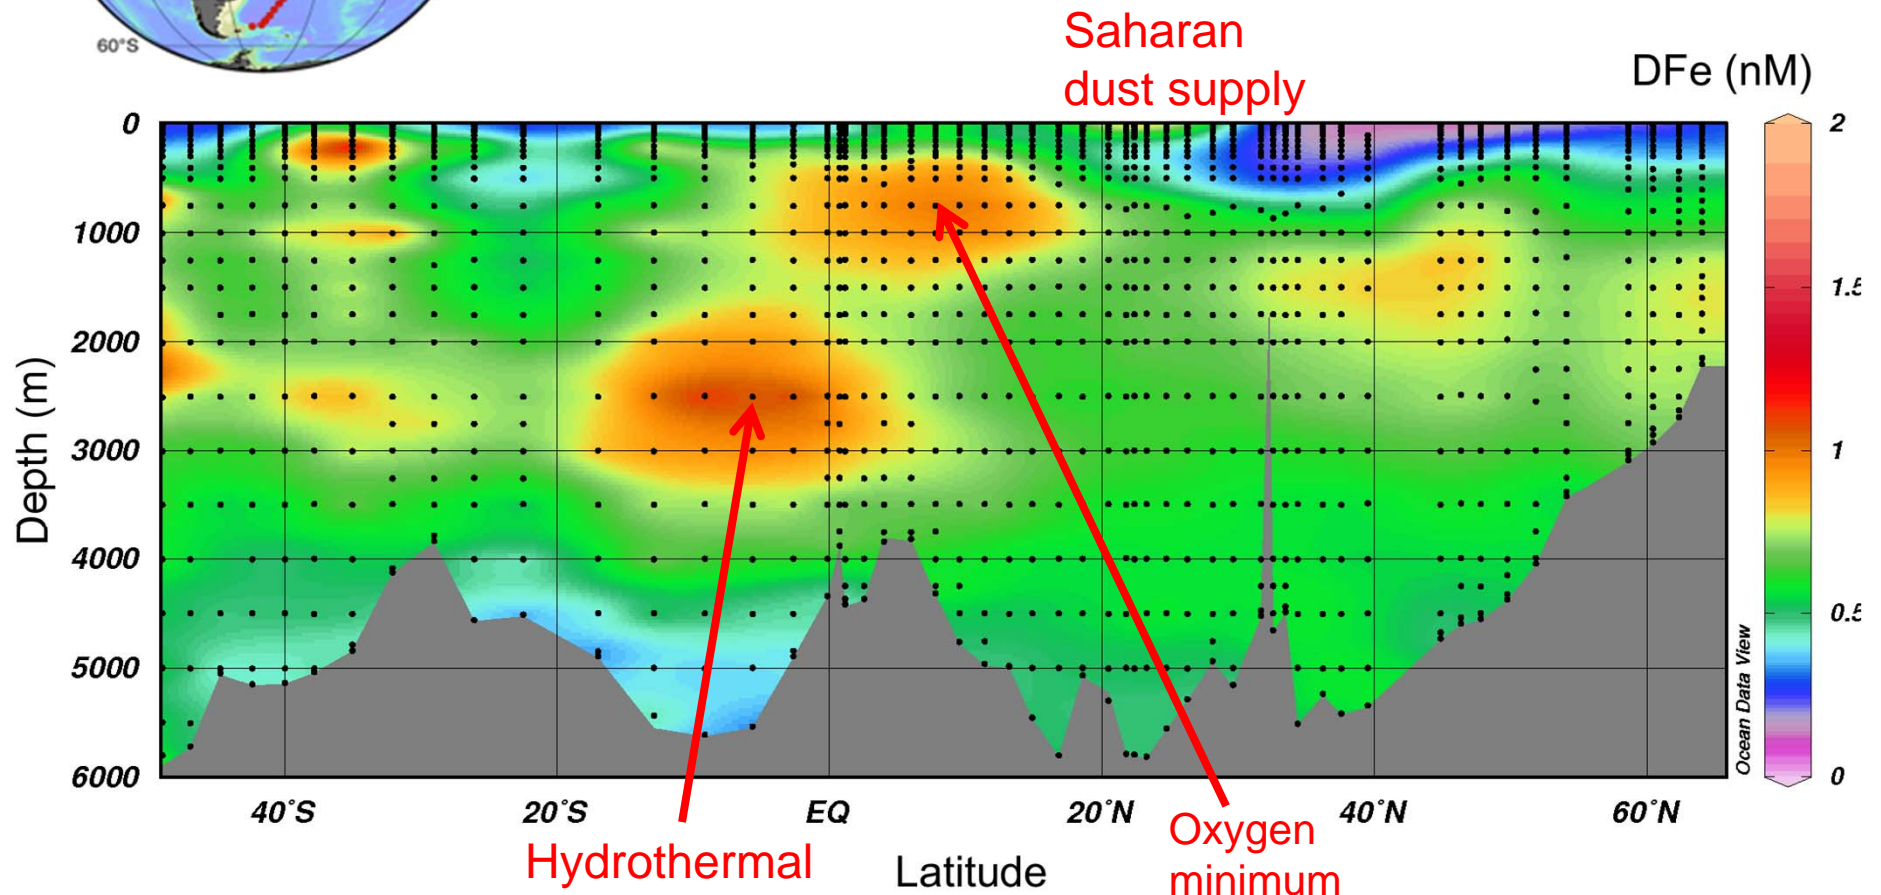 60°S
Saharan
dust supply
DFe (nM)
0
1000
2000
3000
4000
5000
6000
Depth (m)
2
1.5
1
0.5
0
Ocean Data View
40°S
20°S
EQ
20°N
40°N
60°N
Hydrothermal
Latitude
Oxygen
minimum